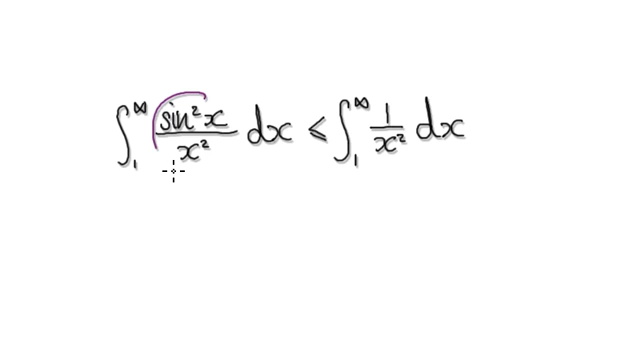 ∫₁^∞ sin²x/x² dx ≤ ∫₁^∞ 1/x² dx